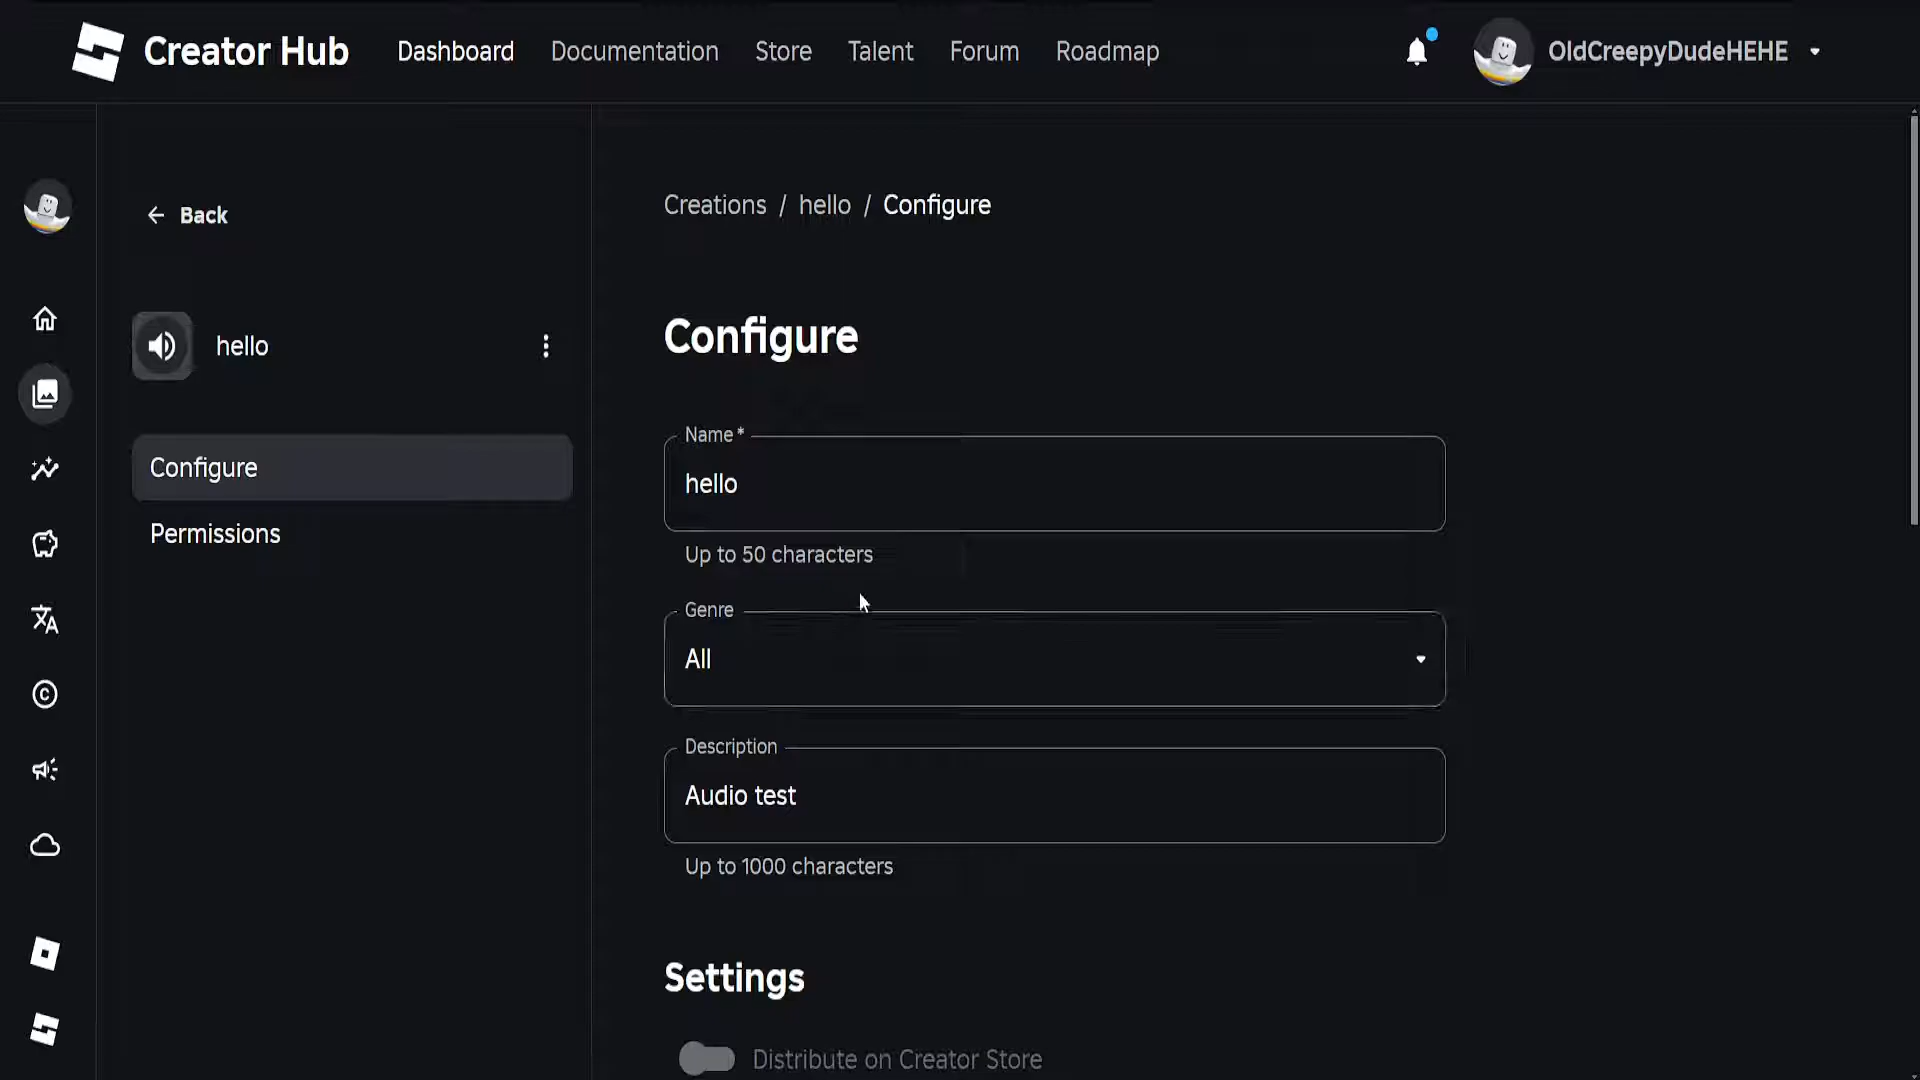 Creator Hub Dashboard Documentation Store Talent Forum Roadmap OldCreepyDudeHEHE
Back
hello
Configure
Permissions
Creations / hello / Configure
Configure
Name *
hello
Up to 50 characters
Genre
All
Description
Audio test
Up to 1000 characters
Settings
Distribute on Creator Store